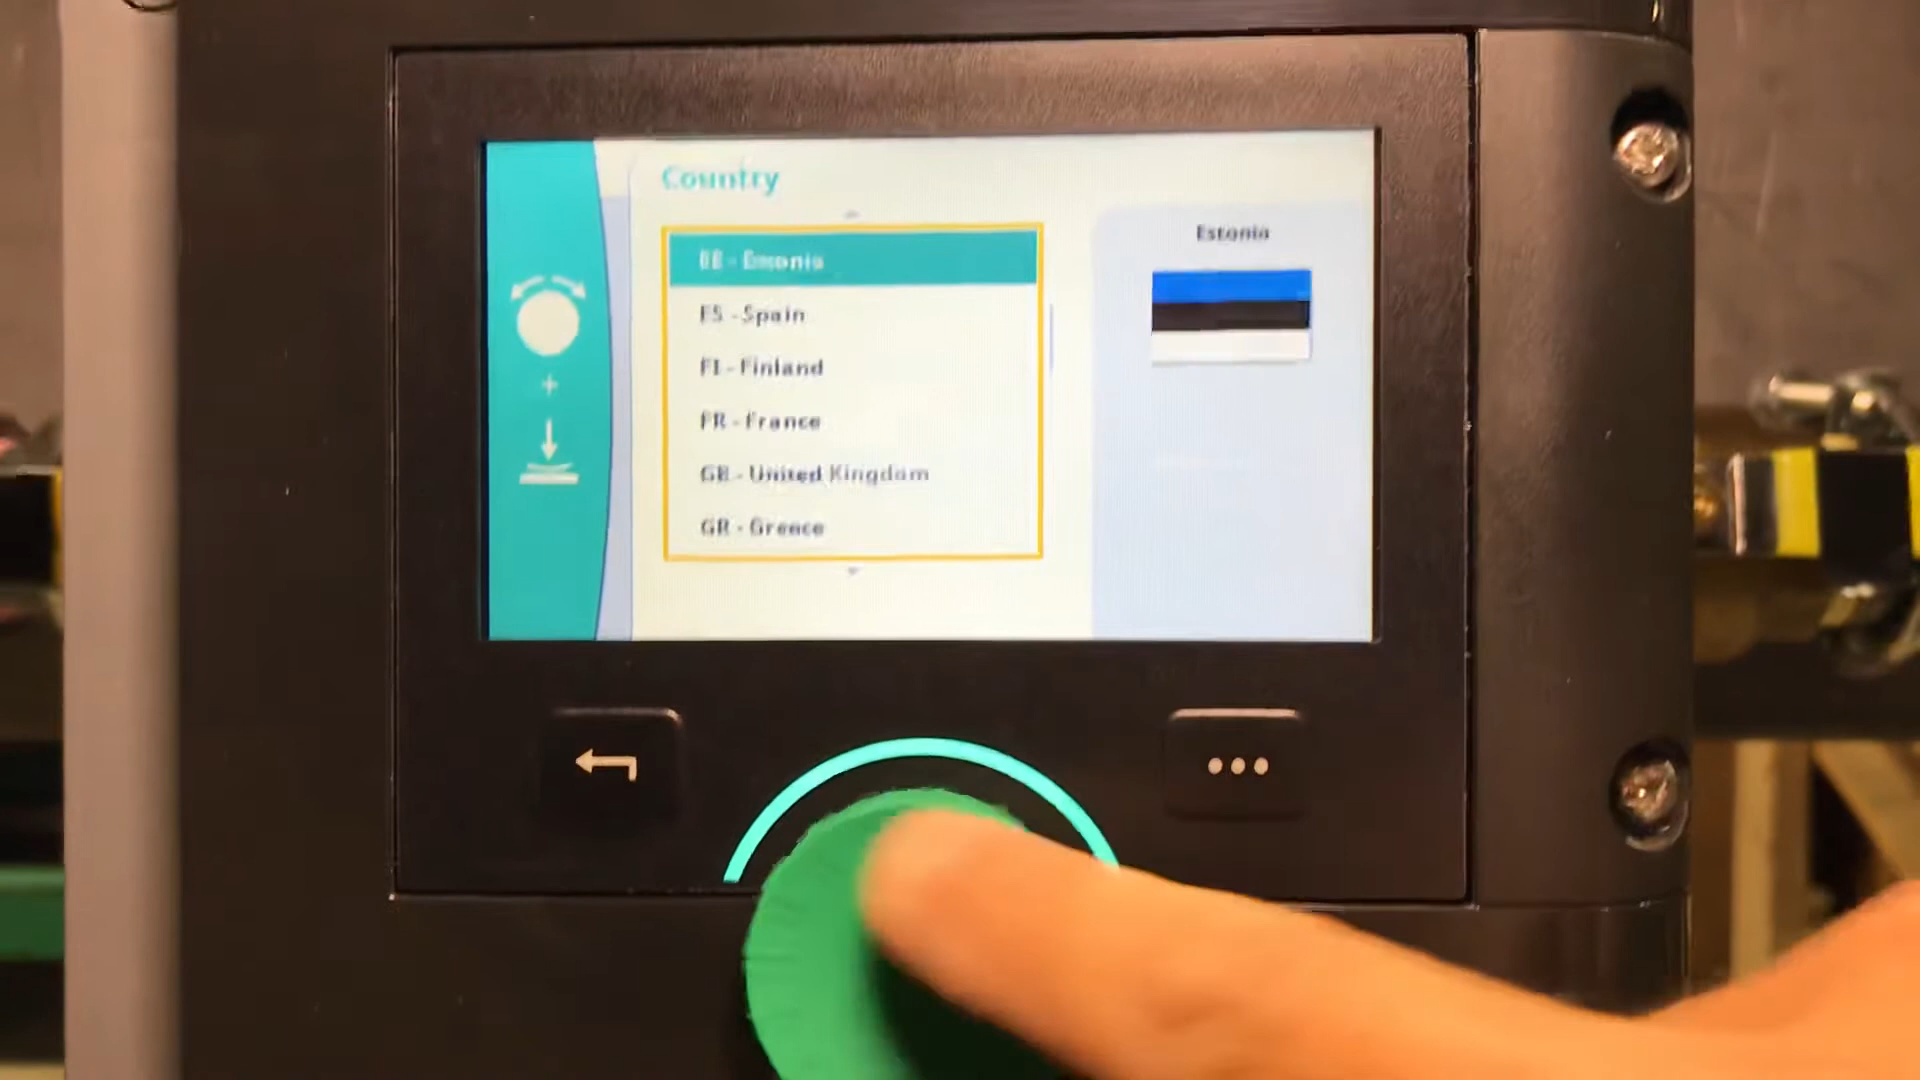 Country
EE - Estonia
ES - Spain
FI - Finland
FR - France
GB - United Kingdom
GR - Greece
Estonia